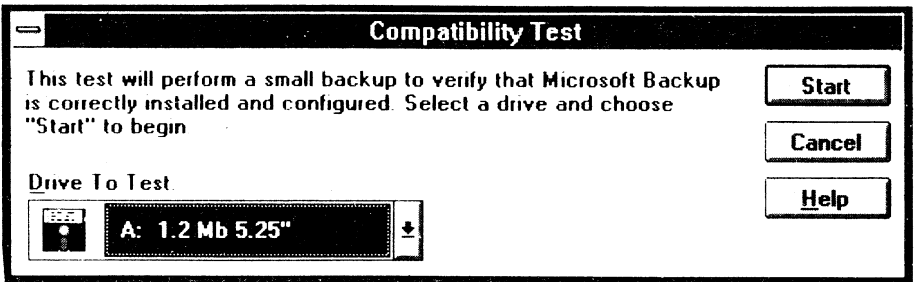 Compatibility Test
This test will perform a small backup to verify that Microsoft Backup
is correctly installed and configured. Select a drive and choose
"Start" to begin
Drive To Test
A: 1.2 Mb 5.25"
Start
Cancel
Help